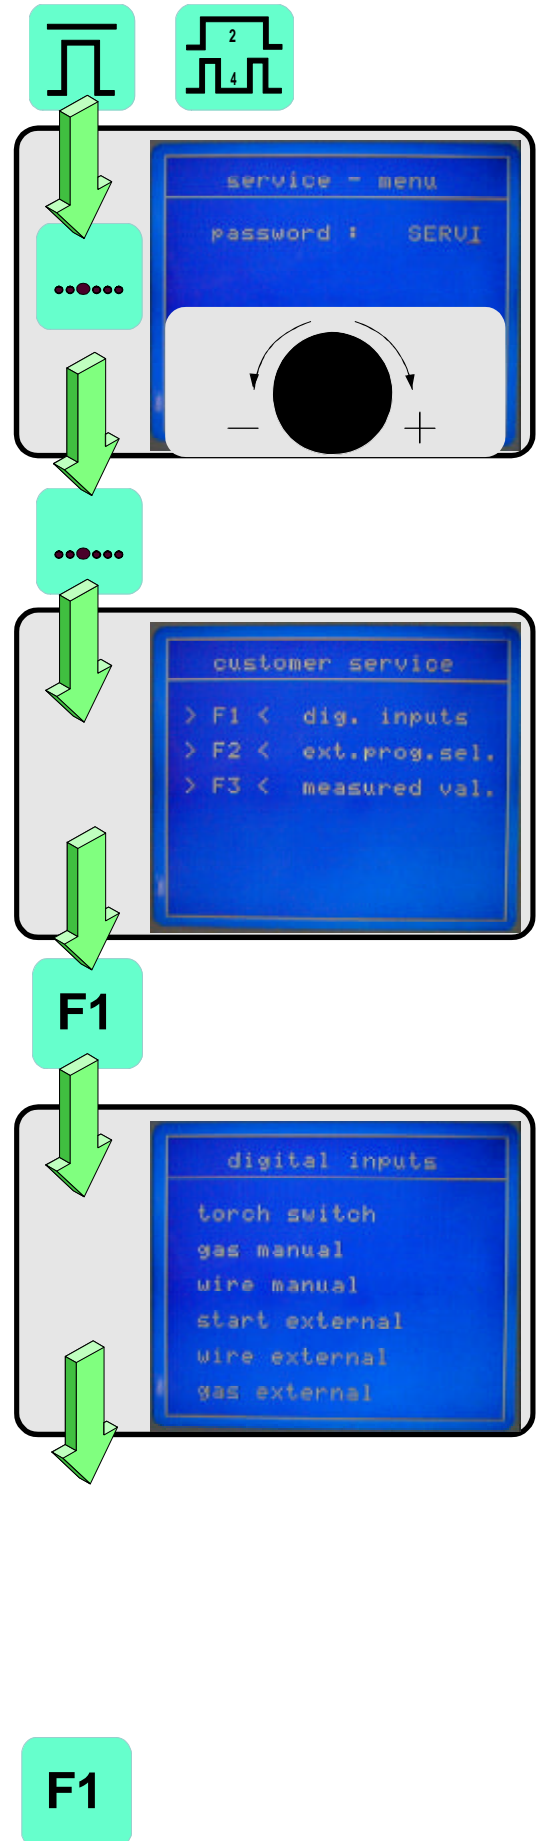 2
4
service - menu
password : SERVI
− +
customer service
> F1 < dig. inputs
> F2 < ext.prog.sel.
> F3 < measured val.
F1
digital inputs
torch switch
gas manual
wire manual
start external
wire external
gas external
F1